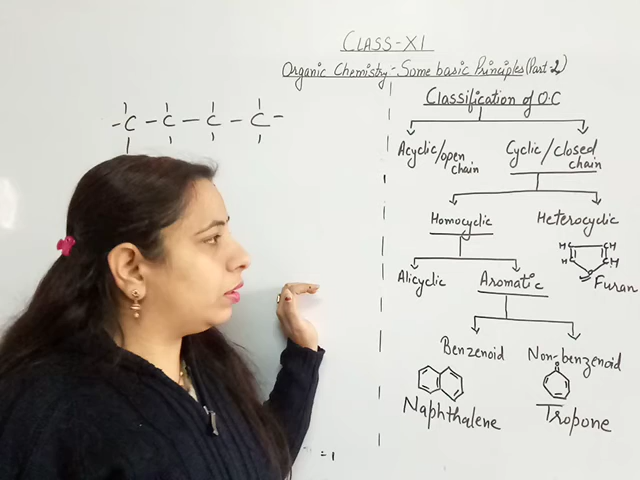 CLASS-XI
Organic Chemistry-Some basic Principles (Part-2)
-C-C-C-C-
Classification of O.C
Acyclic/open chain
Cyclic/closed chain
Homocyclic
Heterocyclic
Furan
Alicyclic
Aromatic
Benzenoid
Non-benzenoid
Naphthalene
Tropone
=1